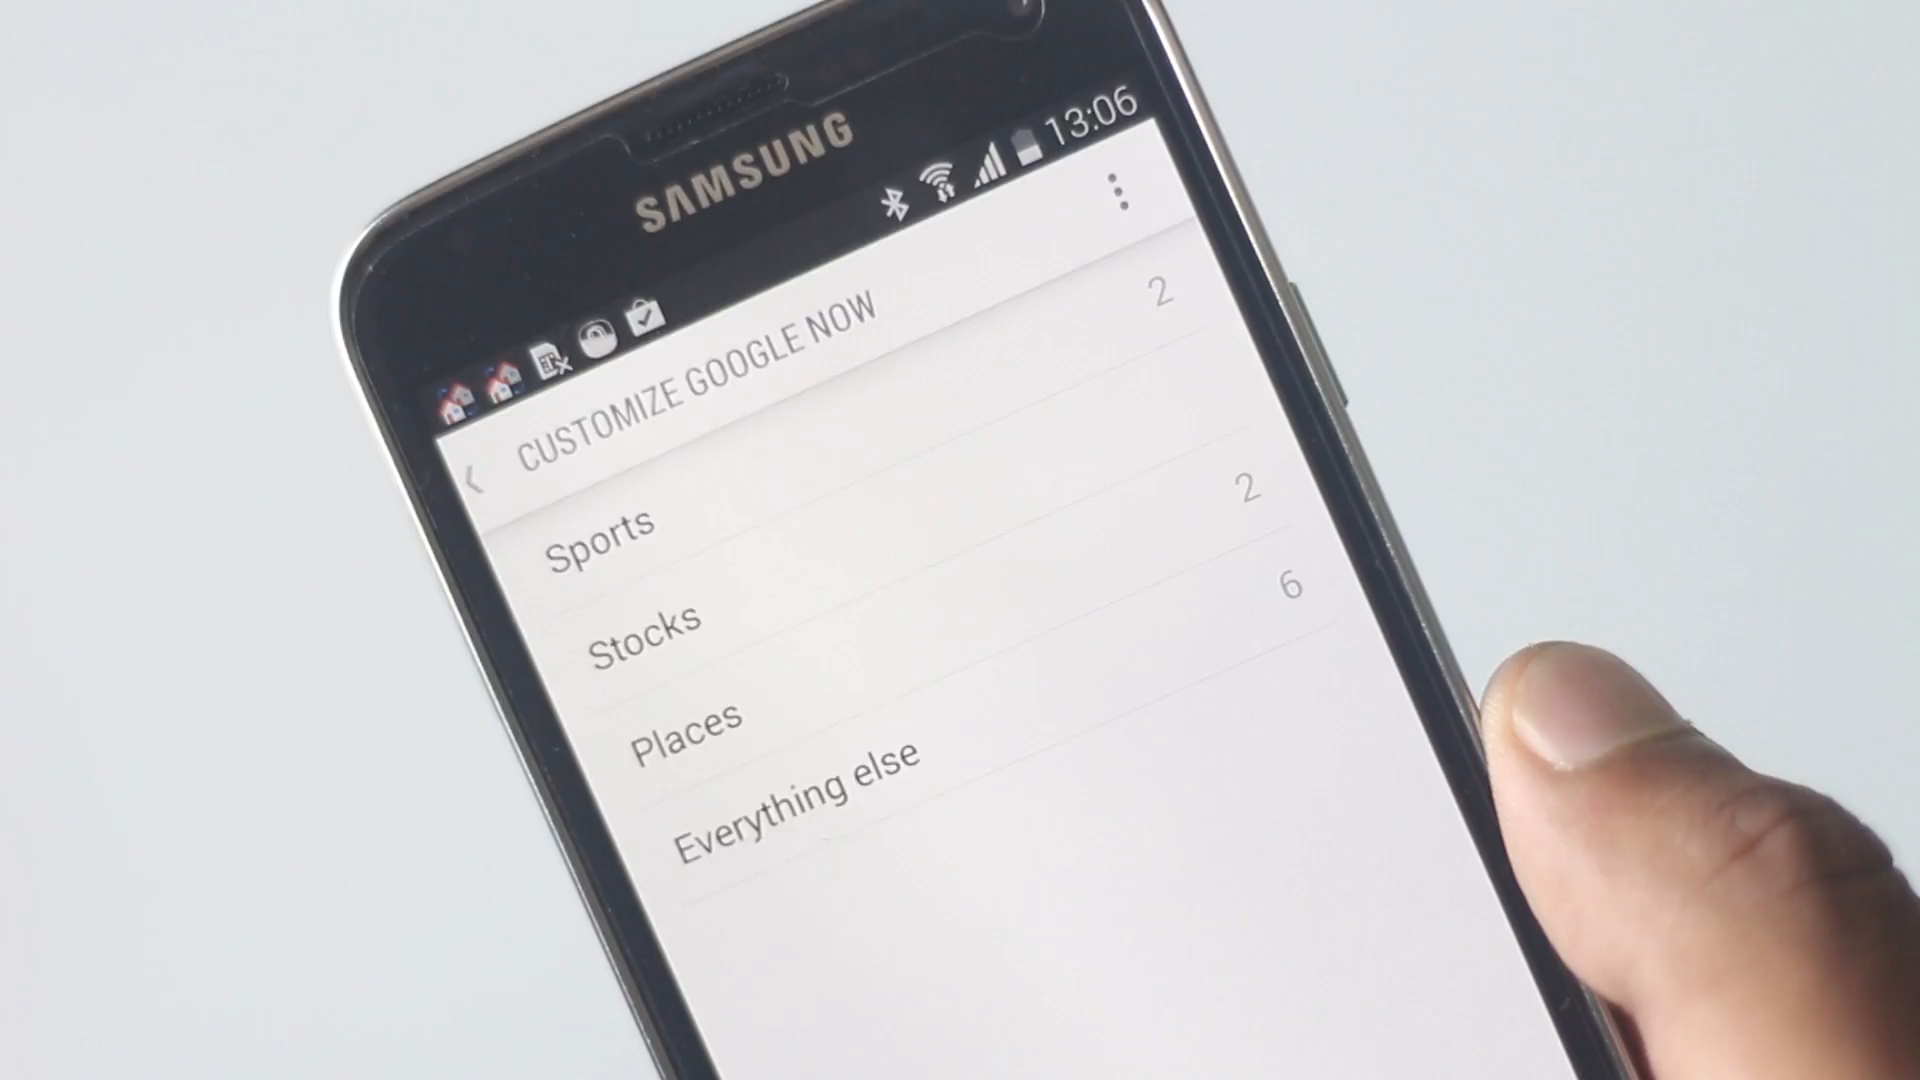 SAMSUNG
13:06
CUSTOMIZE GOOGLE NOW
Sports 2
Stocks
Places 2
Everything else 6